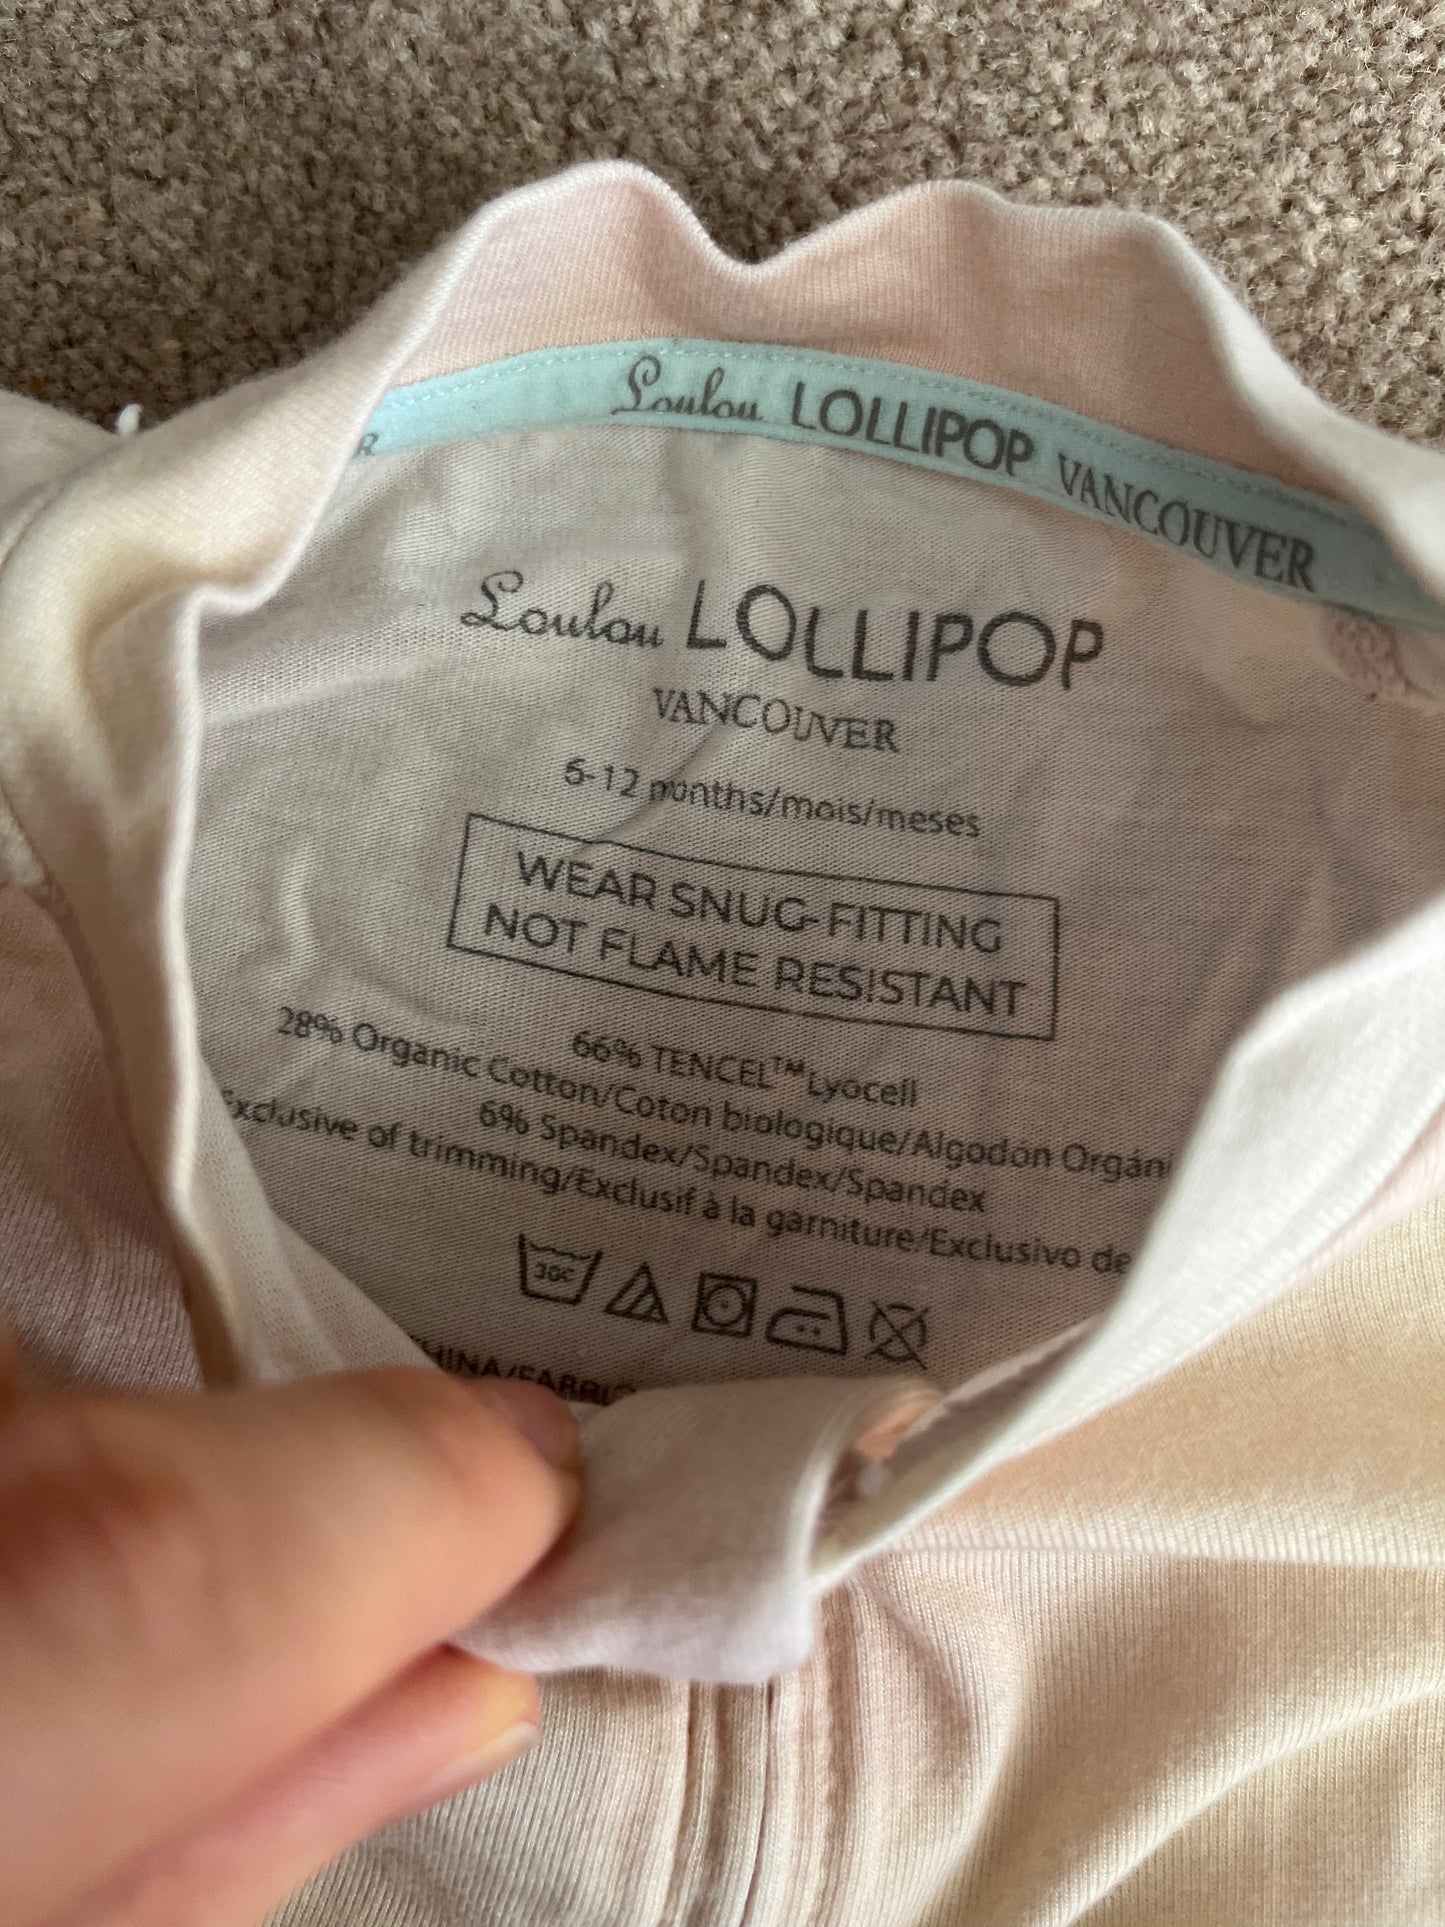 R
Loulou LOLLIPOP VANCOUVER
Loulou LOLLIPOP
VANCOUVER
6-12 months/mois/meses
WEAR SNUG-FITTING
NOT FLAME RESISTANT
66% TENCEL™ Lyocell
28% Organic Cotton/Coton biologique/Algodón Orgáni
6% Spandex/Spandex/Spandex
Exclusive of trimming/Exclusif à la garniture/Exclusivo de
30C
HINA/FABRI